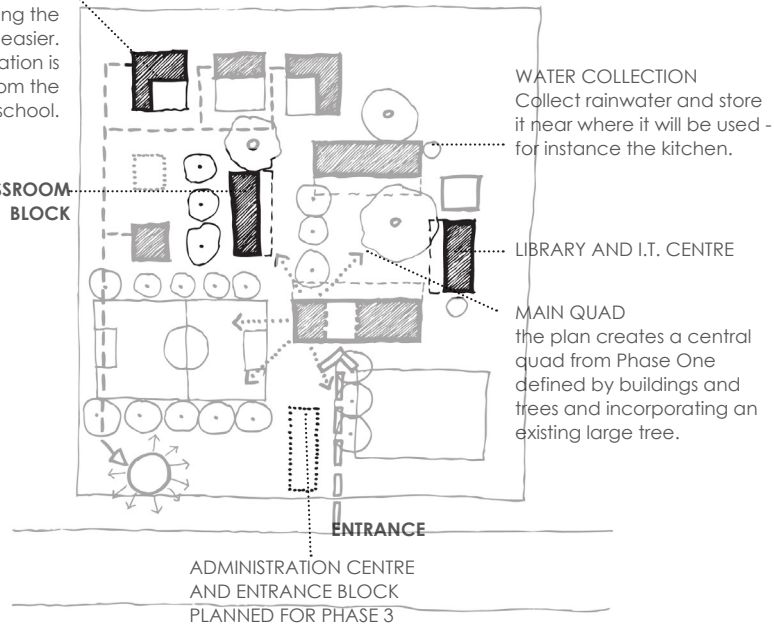 ing the
easier.
ation is
om the
school.
SSROOM
BLOCK
WATER COLLECTION
Collect rainwater and store
it near where it will be used -
for instance the kitchen.
LIBRARY AND I.T. CENTRE
MAIN QUAD
the plan creates a central
quad from Phase One
defined by buildings and
trees and incorporating an
existing large tree.
ENTRANCE
ADMINISTRATION CENTRE
AND ENTRANCE BLOCK
PLANNED FOR PHASE 3